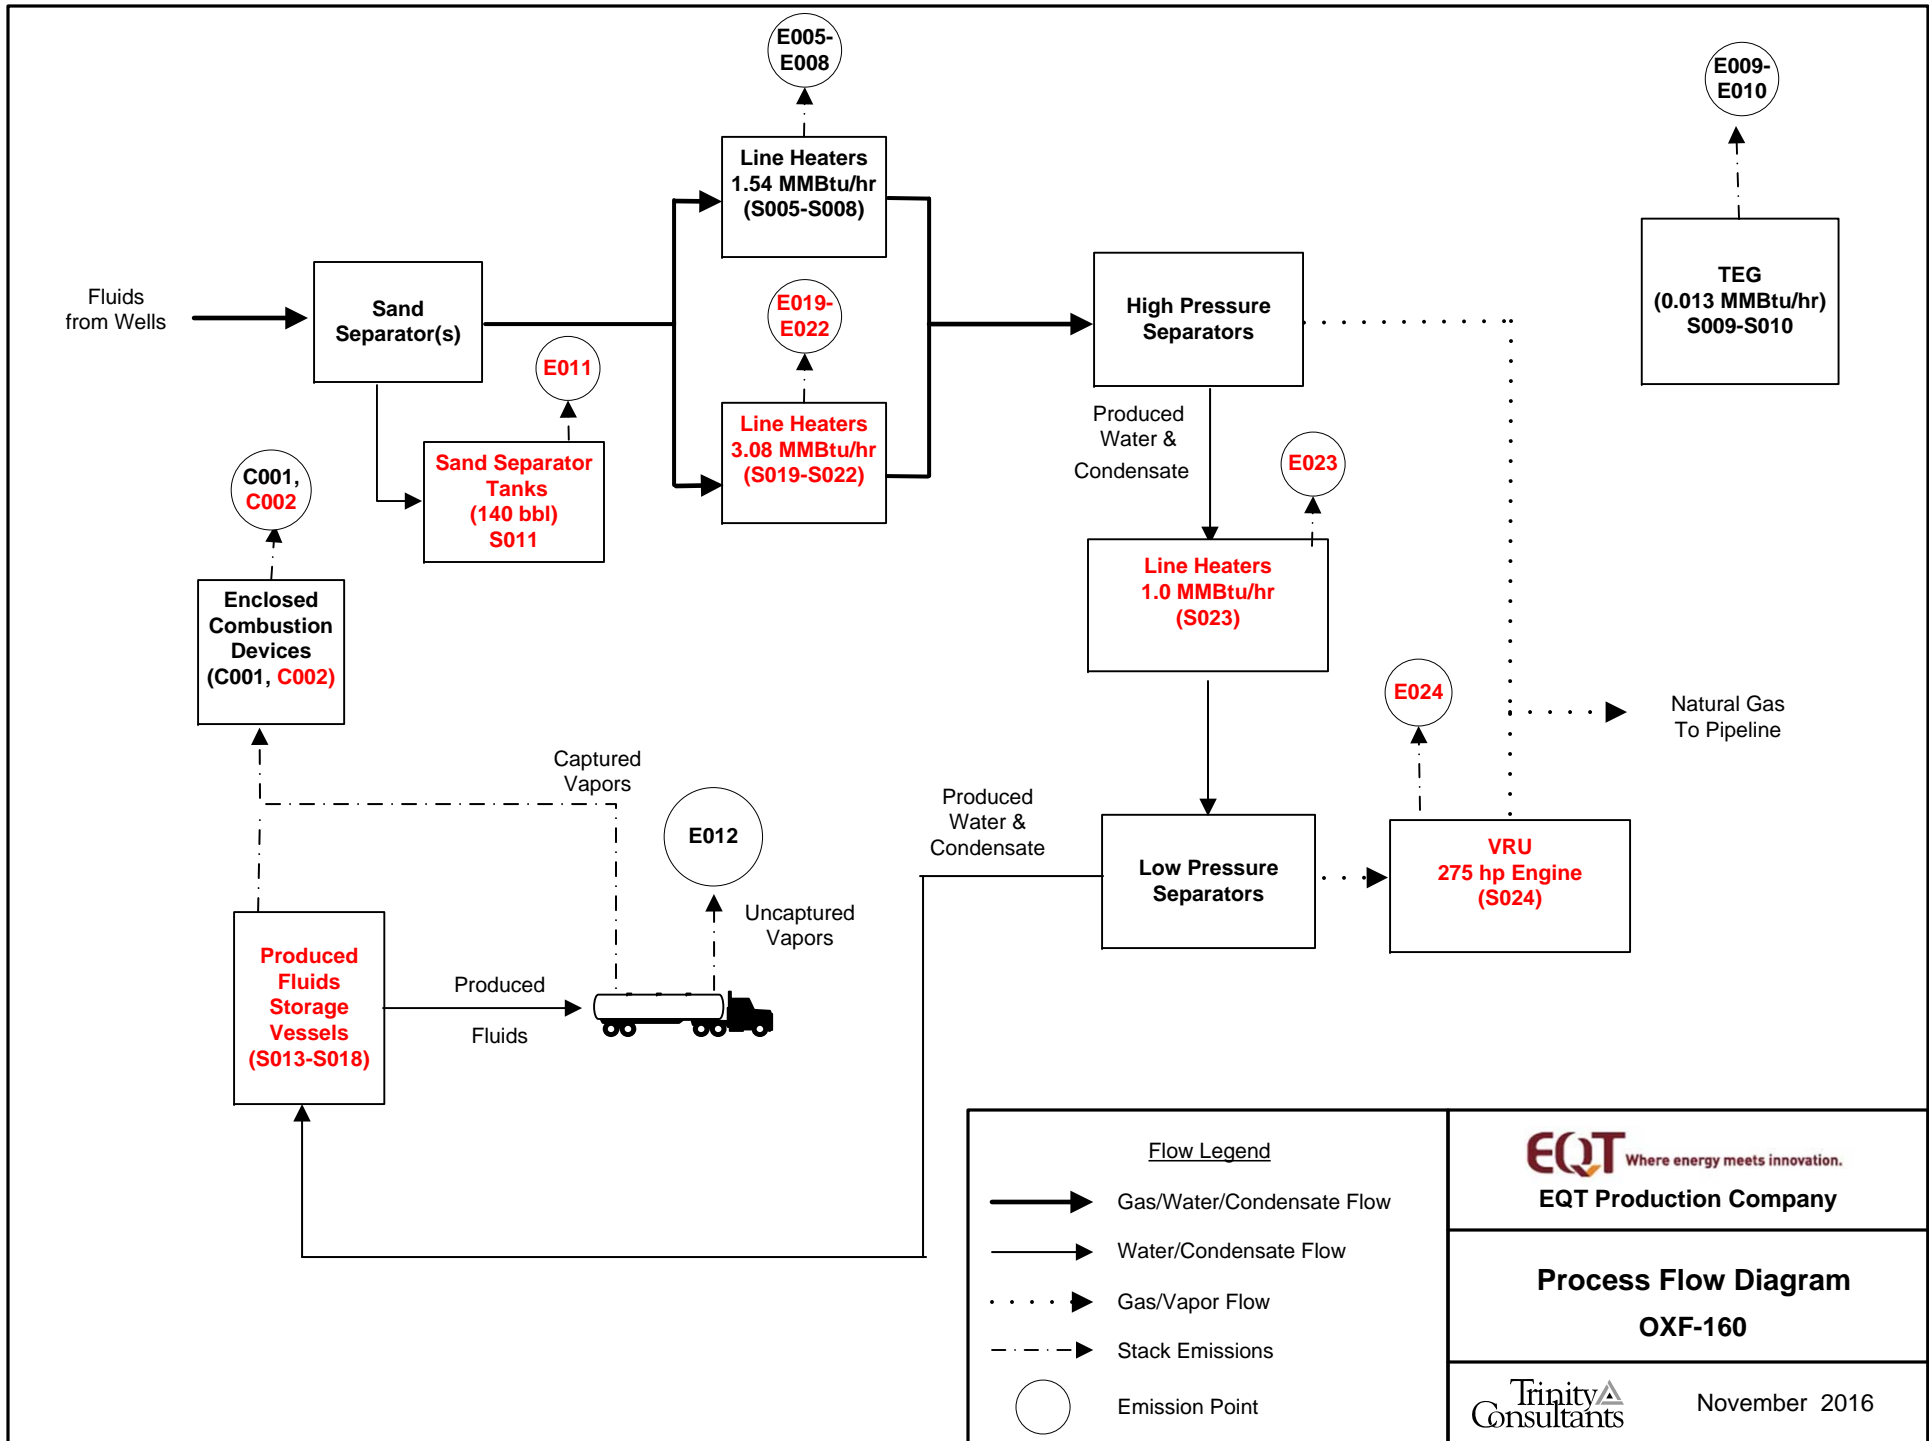 E005-
E008
E009-
E010
Line Heaters
1.54 MMBtu/hr
(S005-S008)
TEG
(0.013 MMBtu/hr)
S009-S010
Fluids
from Wells
Sand
Separator(s)
E019-
E022
High Pressure
Separators
E011
Line Heaters
3.08 MMBtu/hr
(S019-S022)
Produced
Water &
Condensate
E023
Sand Separator
Tanks
(140 bbl)
S011
C001,
C002
Enclosed
Combustion
Devices
(C001, C002)
Line Heaters
1.0 MMBtu/hr
(S023)
E024
Natural Gas
To Pipeline
Captured
Vapors
E012
Produced
Water &
Condensate
Low Pressure
Separators
VRU
275 hp Engine
(S024)
Uncaptured
Vapors
Produced
Fluids
Storage
Vessels
(S013-S018)
Produced
Fluids
Flow Legend
Gas/Water/Condensate Flow
Water/Condensate Flow
Gas/Vapor Flow
Stack Emissions
Emission Point
EQT Where energy meets innovation.
EQT Production Company
Process Flow Diagram
OXF-160
Trinity
Consultants
November 2016